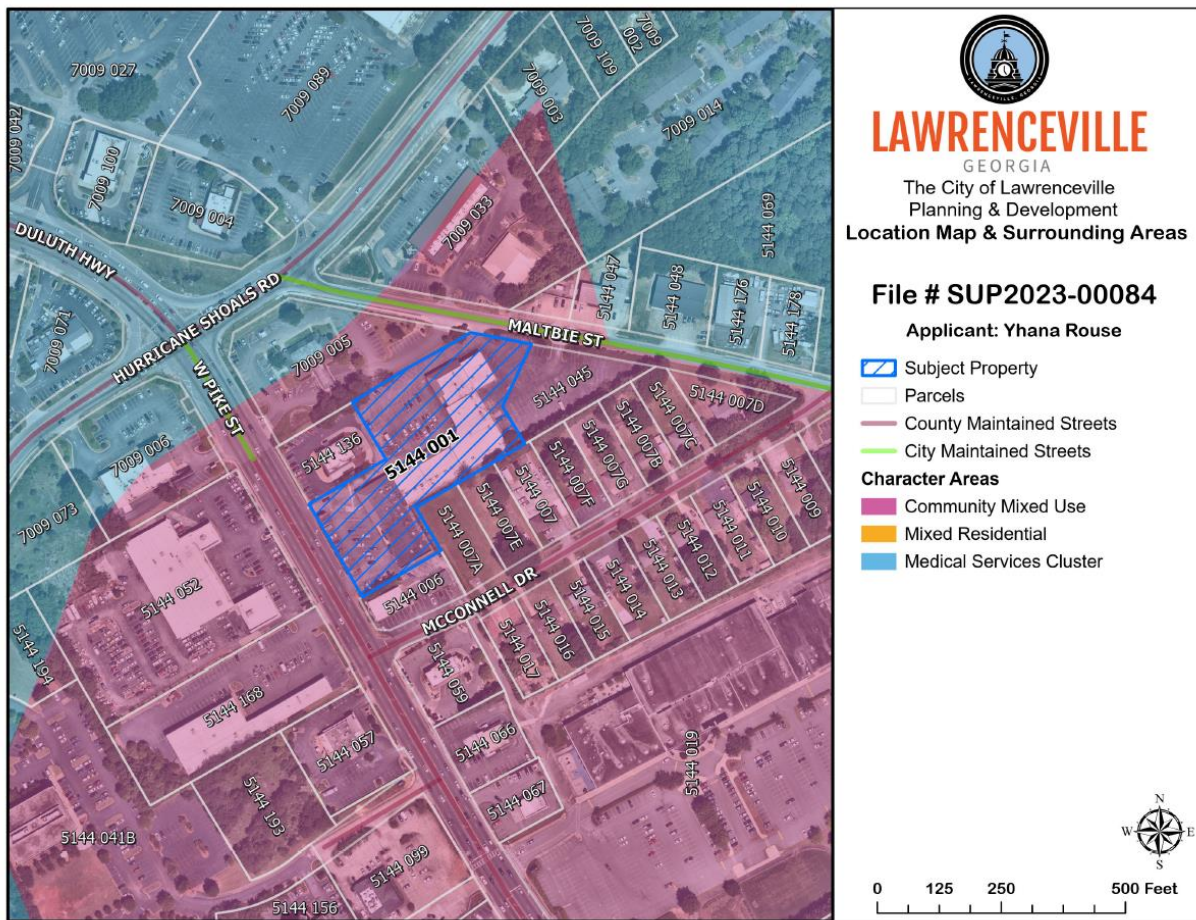 7009 027
7009 089
7009 109
7009 002
7009 003
7009 014
7009 042
7009 100
7009 004
7009 033
5144 069
DULUTH HWY
HURRICANE SHOALS RD
5144 047
5144 048
5144 176
5144 178
7009 071
7009 005
MALTBIE ST
W PIKE ST
5144 045
5144 007D
5144 136
5144 001
5144 007C
5144 007B
5144 007G
5144 007F
5144 007
5144 007E
5144 007A
7009 006
7009 073
5144 009
5144 010
5144 011
5144 012
5144 013
5144 014
5144 015
5144 016
5144 017
5144 052
5144 006
MCCONNELL DR
5144 194
5144 168
5144 059
5144 057
5144 066
5144 067
5144 019
5144 193
5144 041B
5144 099
5144 156
LAWRENCEVILLE, GEORGIA
LAWRENCEVILLE
GEORGIA
The City of Lawrenceville
Planning & Development
Location Map & Surrounding Areas
File # SUP2023-00084
Applicant: Yhana Rouse
Subject Property
Parcels
County Maintained Streets
City Maintained Streets
Character Areas
Community Mixed Use
Mixed Residential
Medical Services Cluster
N
W
E
S
0 125 250 500 Feet